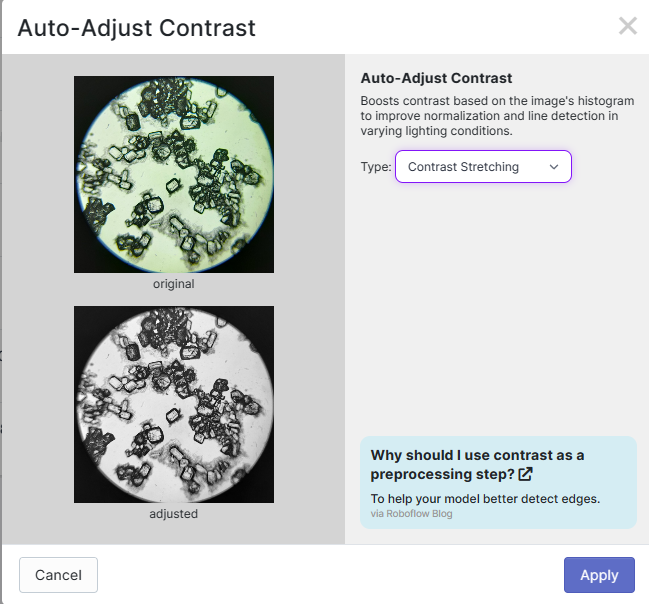 Auto-Adjust Contrast
original
adjusted
Auto-Adjust Contrast
Boosts contrast based on the image's histogram
to improve normalization and line detection in
varying lighting conditions.
Type: Contrast Stretching
Why should I use contrast as a
preprocessing step?
To help your model better detect edges.
via Roboflow Blog
Cancel
Apply